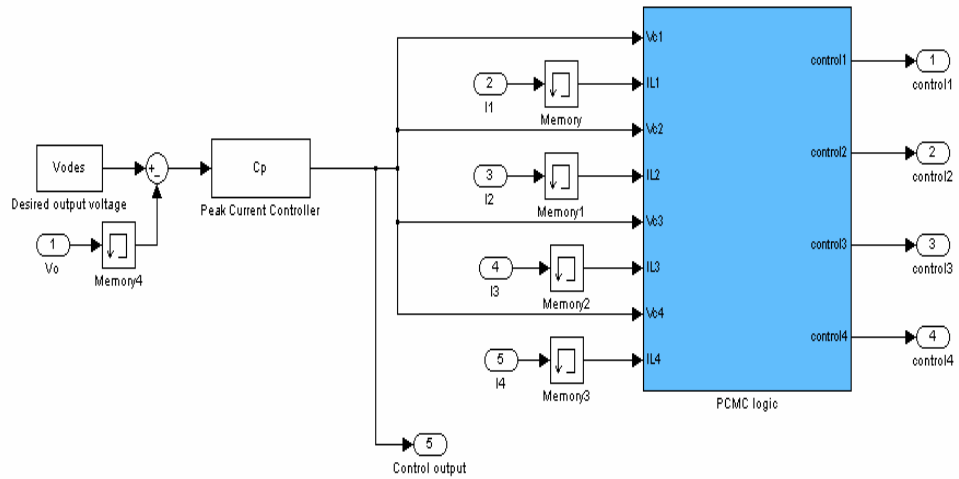 Vodes
Desired output voltage
1
Vo
Memory4
+
-
Cp
Peak Current Controller
2
I1
Memory
3
I2
Memory1
4
I3
Memory2
5
I4
Memory3
5
Control output
Vc1
IL1
Vc2
IL2
Vc3
IL3
Vc4
IL4
control1
control2
control3
control4
PCMC logic
1
control1
2
control2
3
control3
4
control4